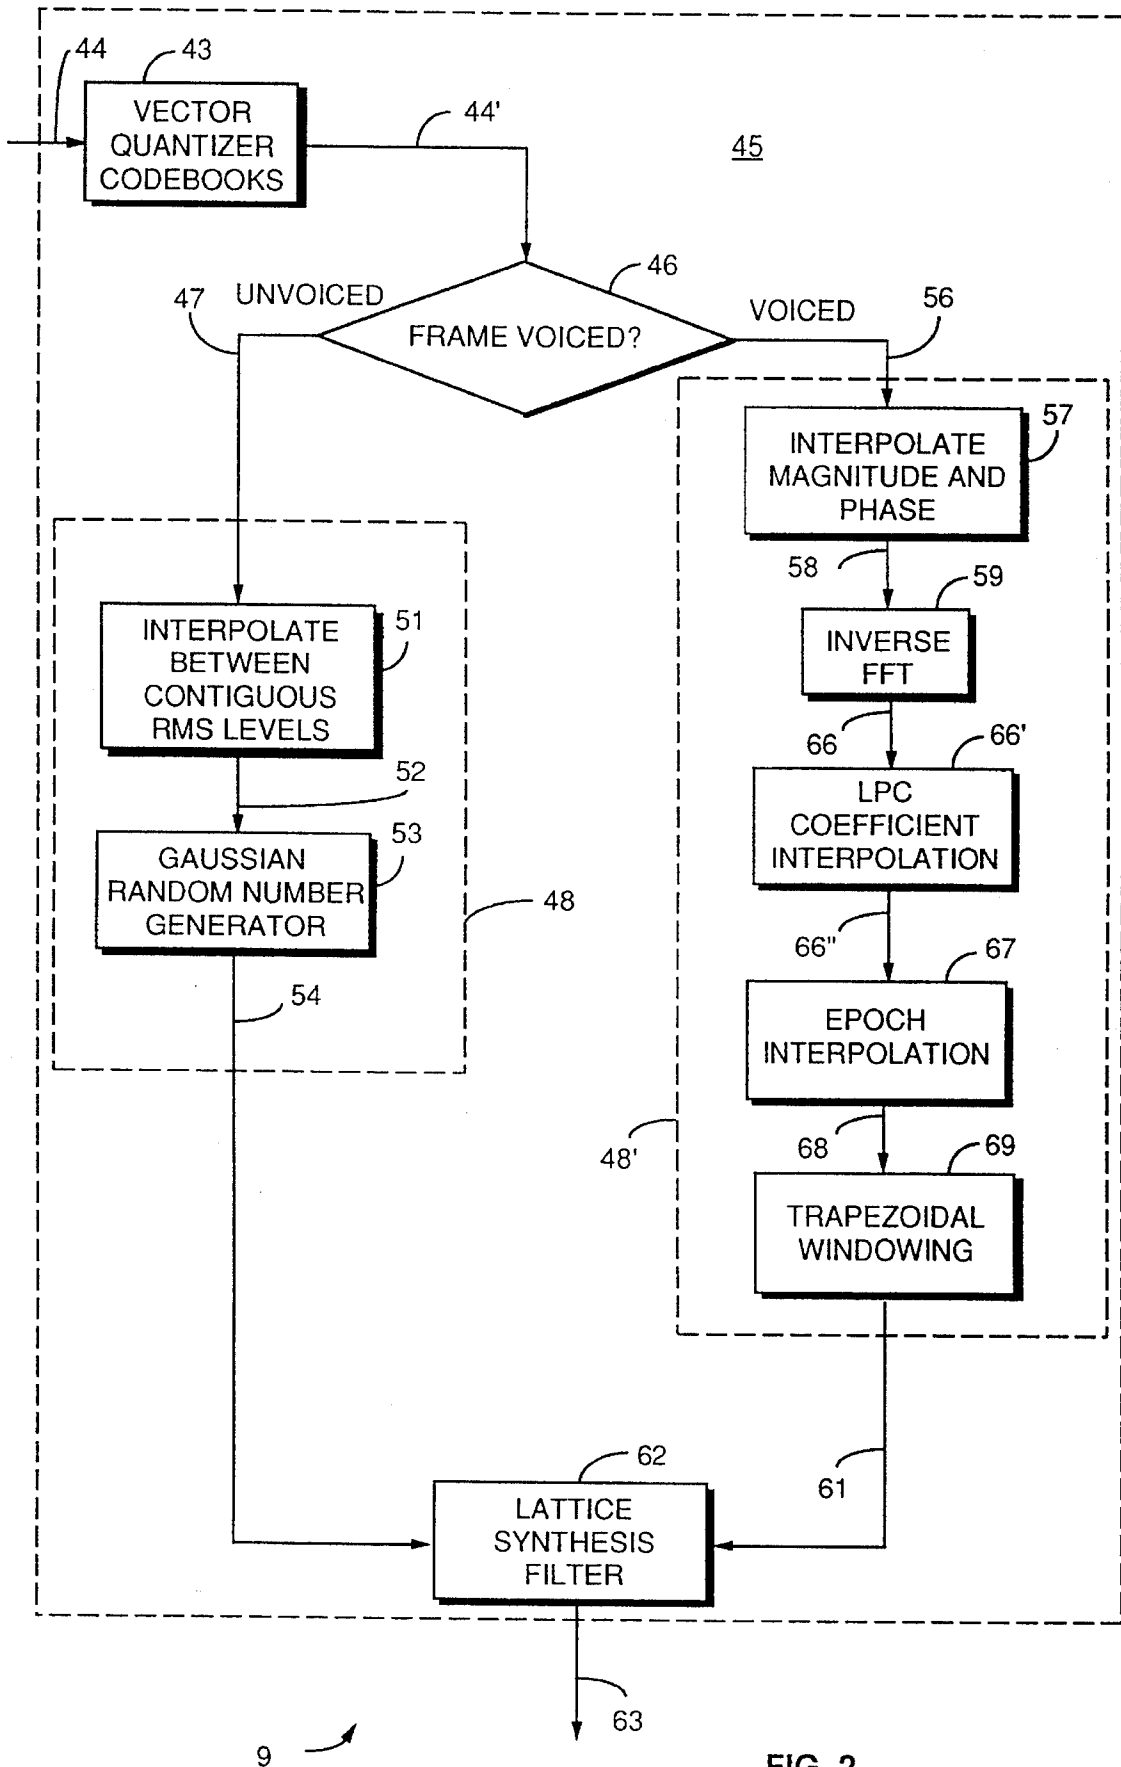 44
43
VECTOR
QUANTIZER
CODEBOOKS
44'
45
46
47
UNVOICED
FRAME VOICED?
VOICED
56
57
INTERPOLATE
MAGNITUDE AND
PHASE
58
59
INVERSE
FFT
66
66'
LPC
COEFFICIENT
INTERPOLATION
66"
67
EPOCH
INTERPOLATION
68
69
TRAPEZOIDAL
WINDOWING
48'
61
INTERPOLATE
BETWEEN
CONTIGUOUS
RMS LEVELS
51
52
GAUSSIAN
RANDOM NUMBER
GENERATOR
53
48
54
62
LATTICE
SYNTHESIS
FILTER
63
9
FIG. 2